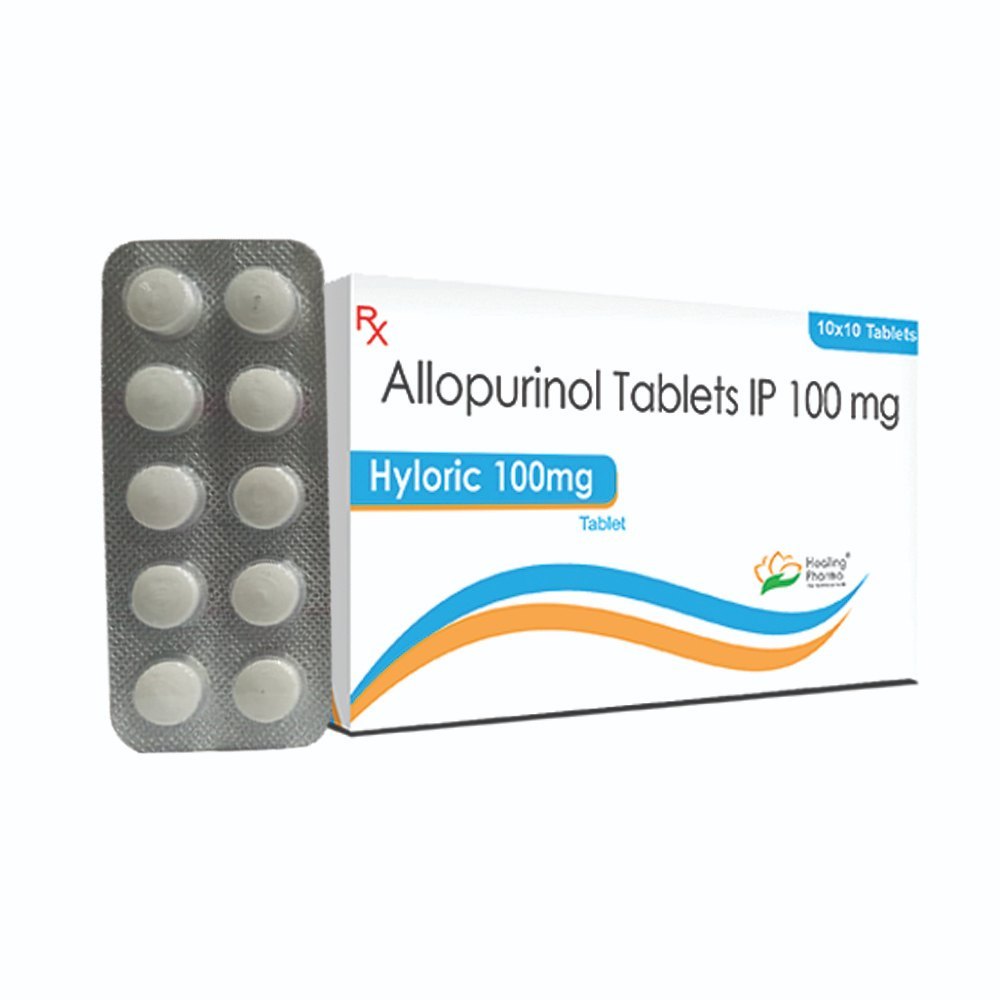 Rx
10x10 Tablets
Allopurinol Tablets IP 100 mg
Hyloric 100mg
Tablet
Healing®
Pharma